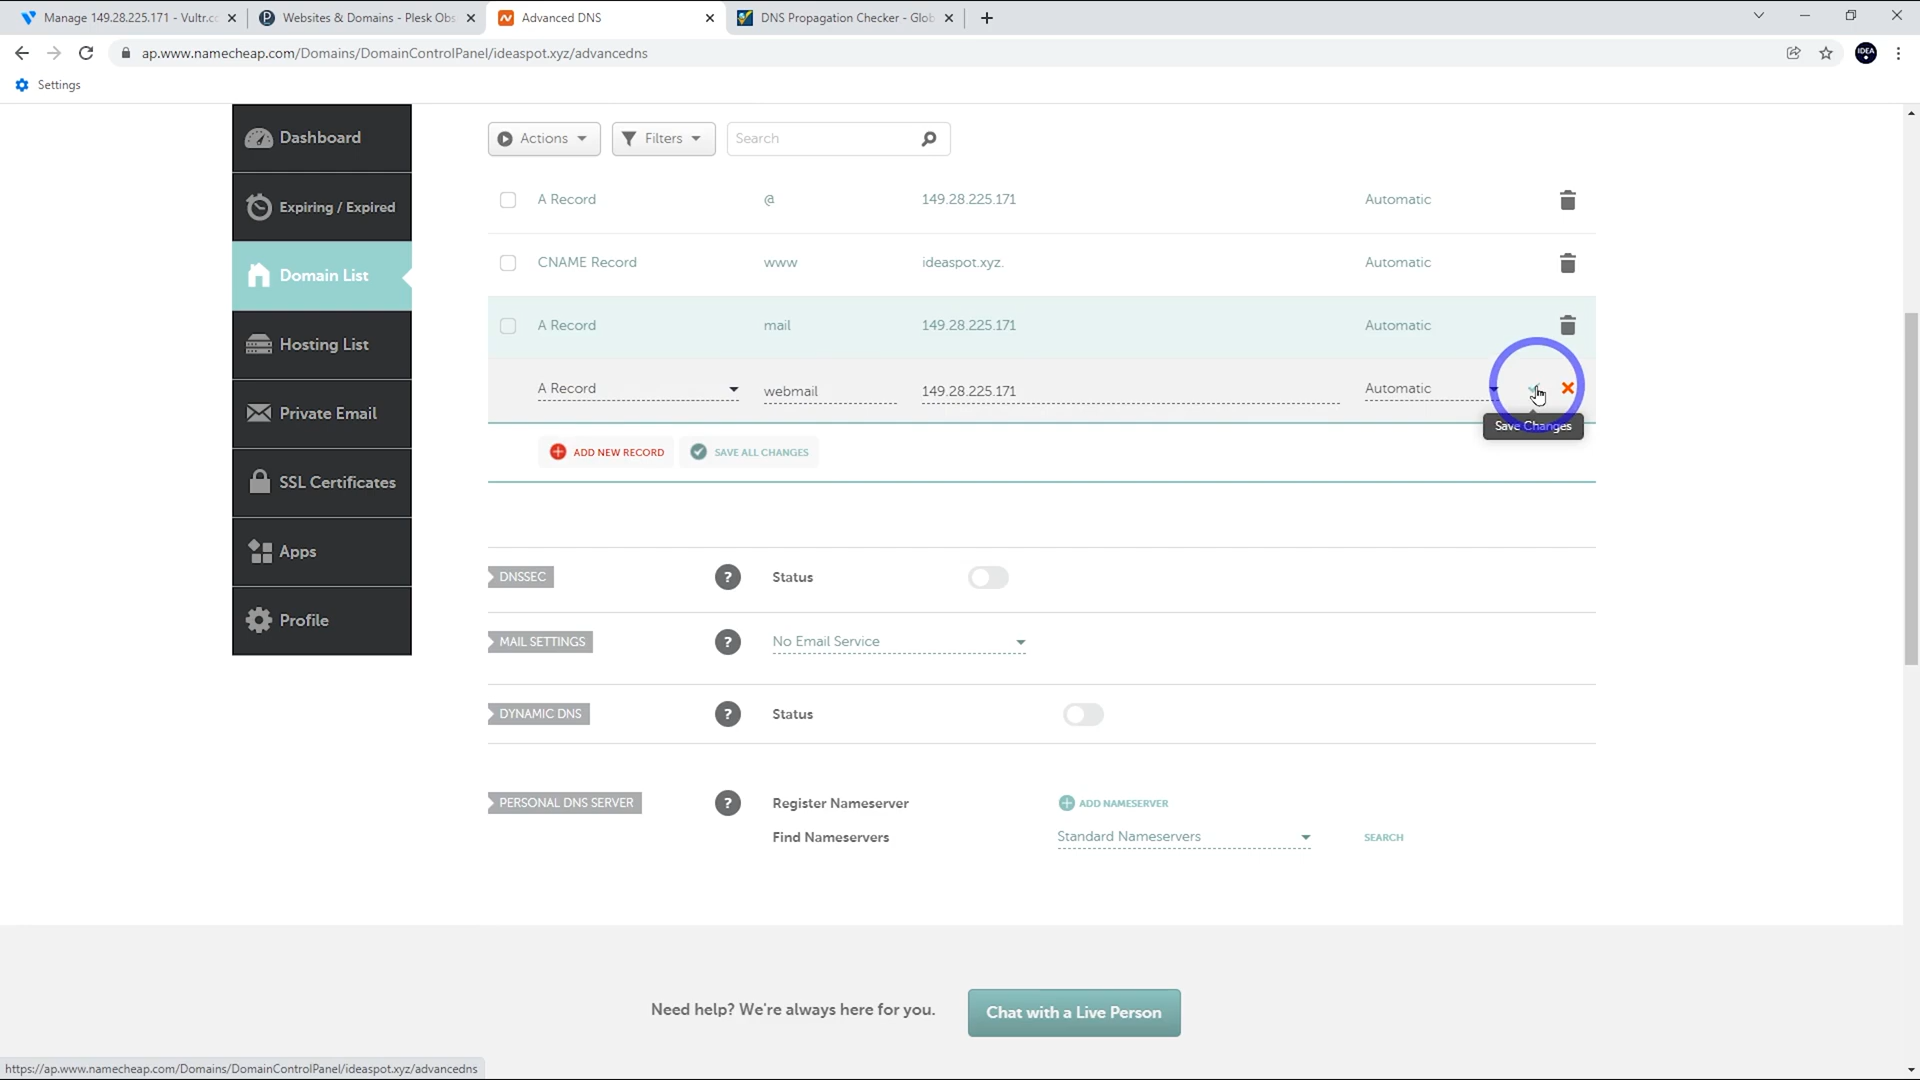 Manage 149.28.225.171 - Vultr.c
Websites & Domains - Plesk Obs
Advanced DNS
DNS Propagation Checker - Glob
ap.www.namecheap.com/Domains/DomainControlPanel/ideaspot.xyz/advancedns
IDEA
Settings
Dashboard
Expiring / Expired
Domain List
Hosting List
Private Email
SSL Certificates
Apps
Profile
Actions
Filters
Search
A Record @ 149.28.225.171 Automatic
CNAME Record www ideaspot.xyz. Automatic
A Record mail 149.28.225.171 Automatic
A Record webmail 149.28.225.171 Automatic
Save Changes
ADD NEW RECORD
SAVE ALL CHANGES
DNSSEC ? Status
MAIL SETTINGS ? No Email Service
DYNAMIC DNS ? Status
PERSONAL DNS SERVER ? Register Nameserver ADD NAMESERVER
Find Nameservers Standard Nameservers SEARCH
Need help? We're always here for you.
Chat with a Live Person
https://ap.www.namecheap.com/Domains/DomainControlPanel/ideaspot.xyz/advancedns